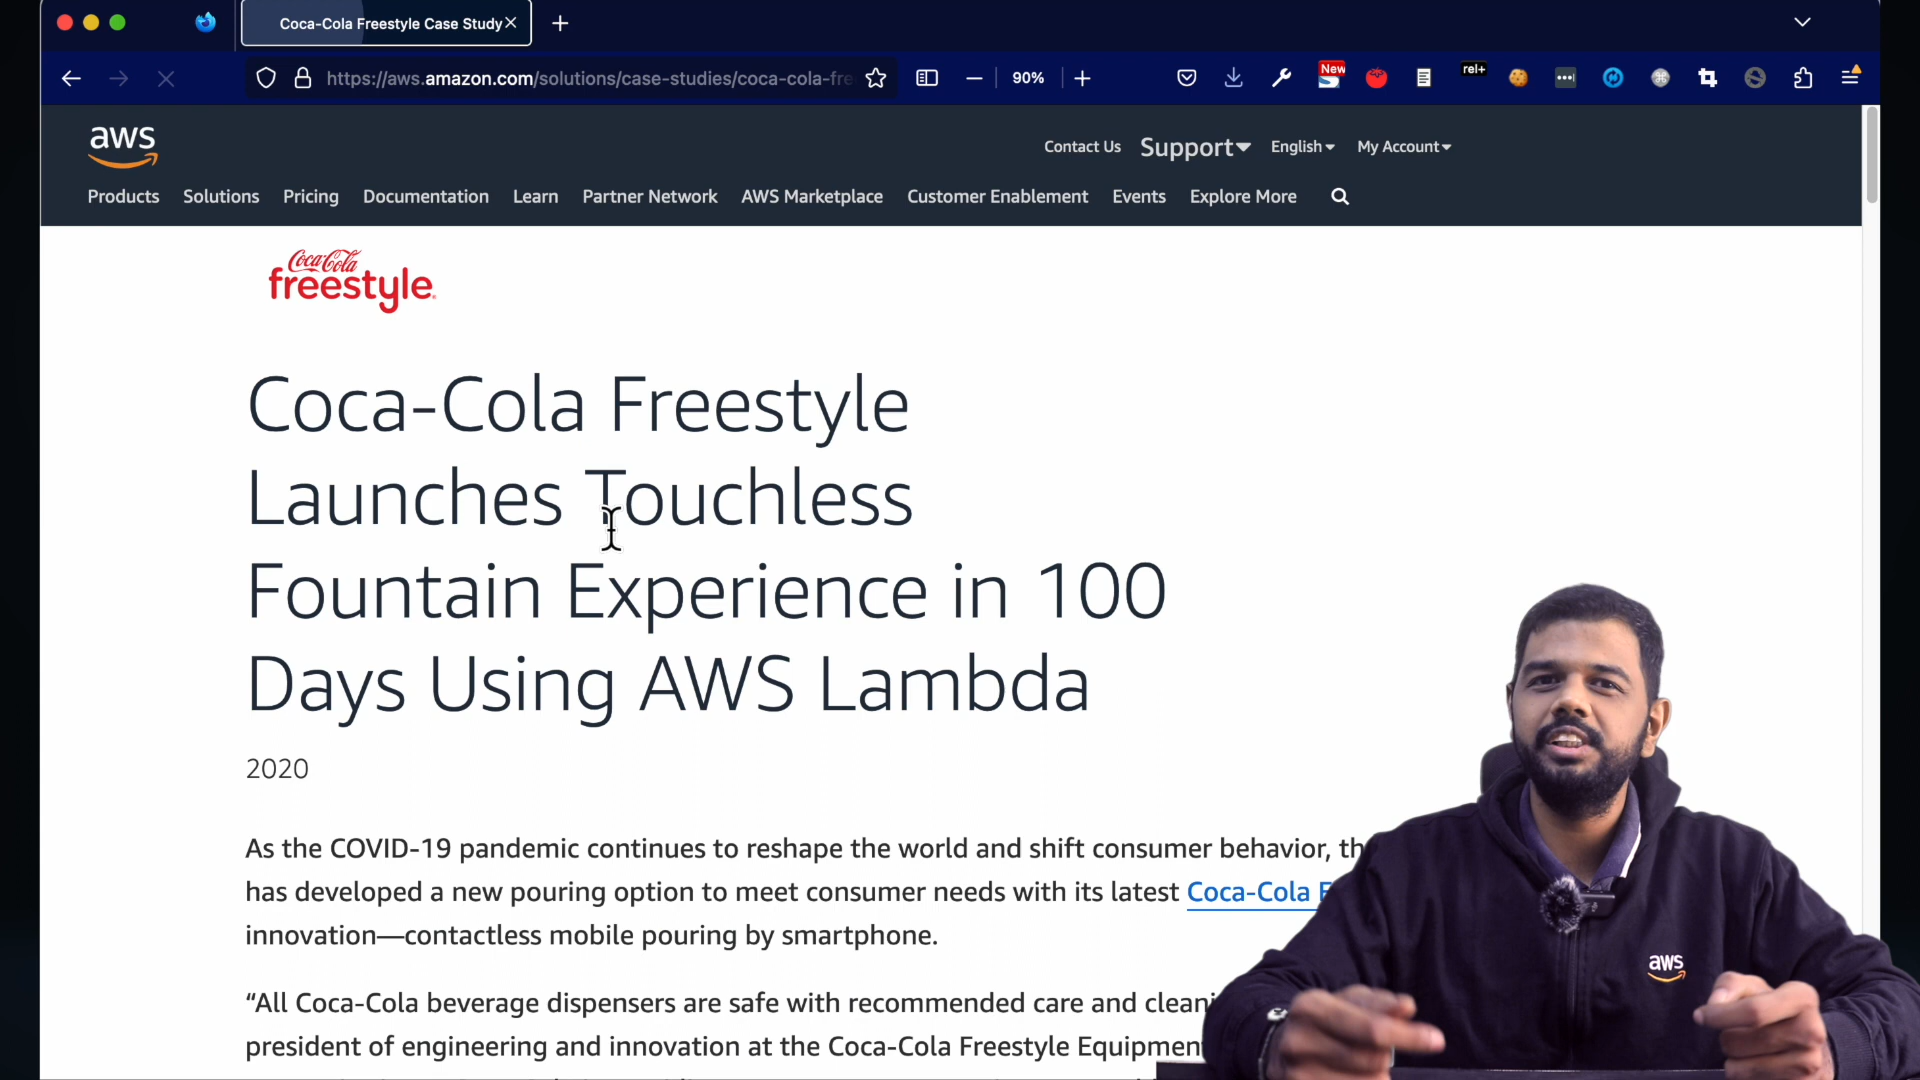 Coca-Cola Freestyle Case Study
https://aws.amazon.com/solutions/case-studies/coca-cola-fre
90%
New
rel+
aws
Contact Us Support English My Account
Products Solutions Pricing Documentation Learn Partner Network AWS Marketplace Customer Enablement Events Explore More
Coca-Cola
freestyle
Coca-Cola Freestyle
Launches Touchless
Fountain Experience in 100
Days Using AWS Lambda
2020
As the COVID-19 pandemic continues to reshape the world and shift consumer behavior, th
has developed a new pouring option to meet consumer needs with its latest Coca-Cola F
innovation—contactless mobile pouring by smartphone.
“All Coca-Cola beverage dispensers are safe with recommended care and cleani
president of engineering and innovation at the Coca-Cola Freestyle Equipmen
aws